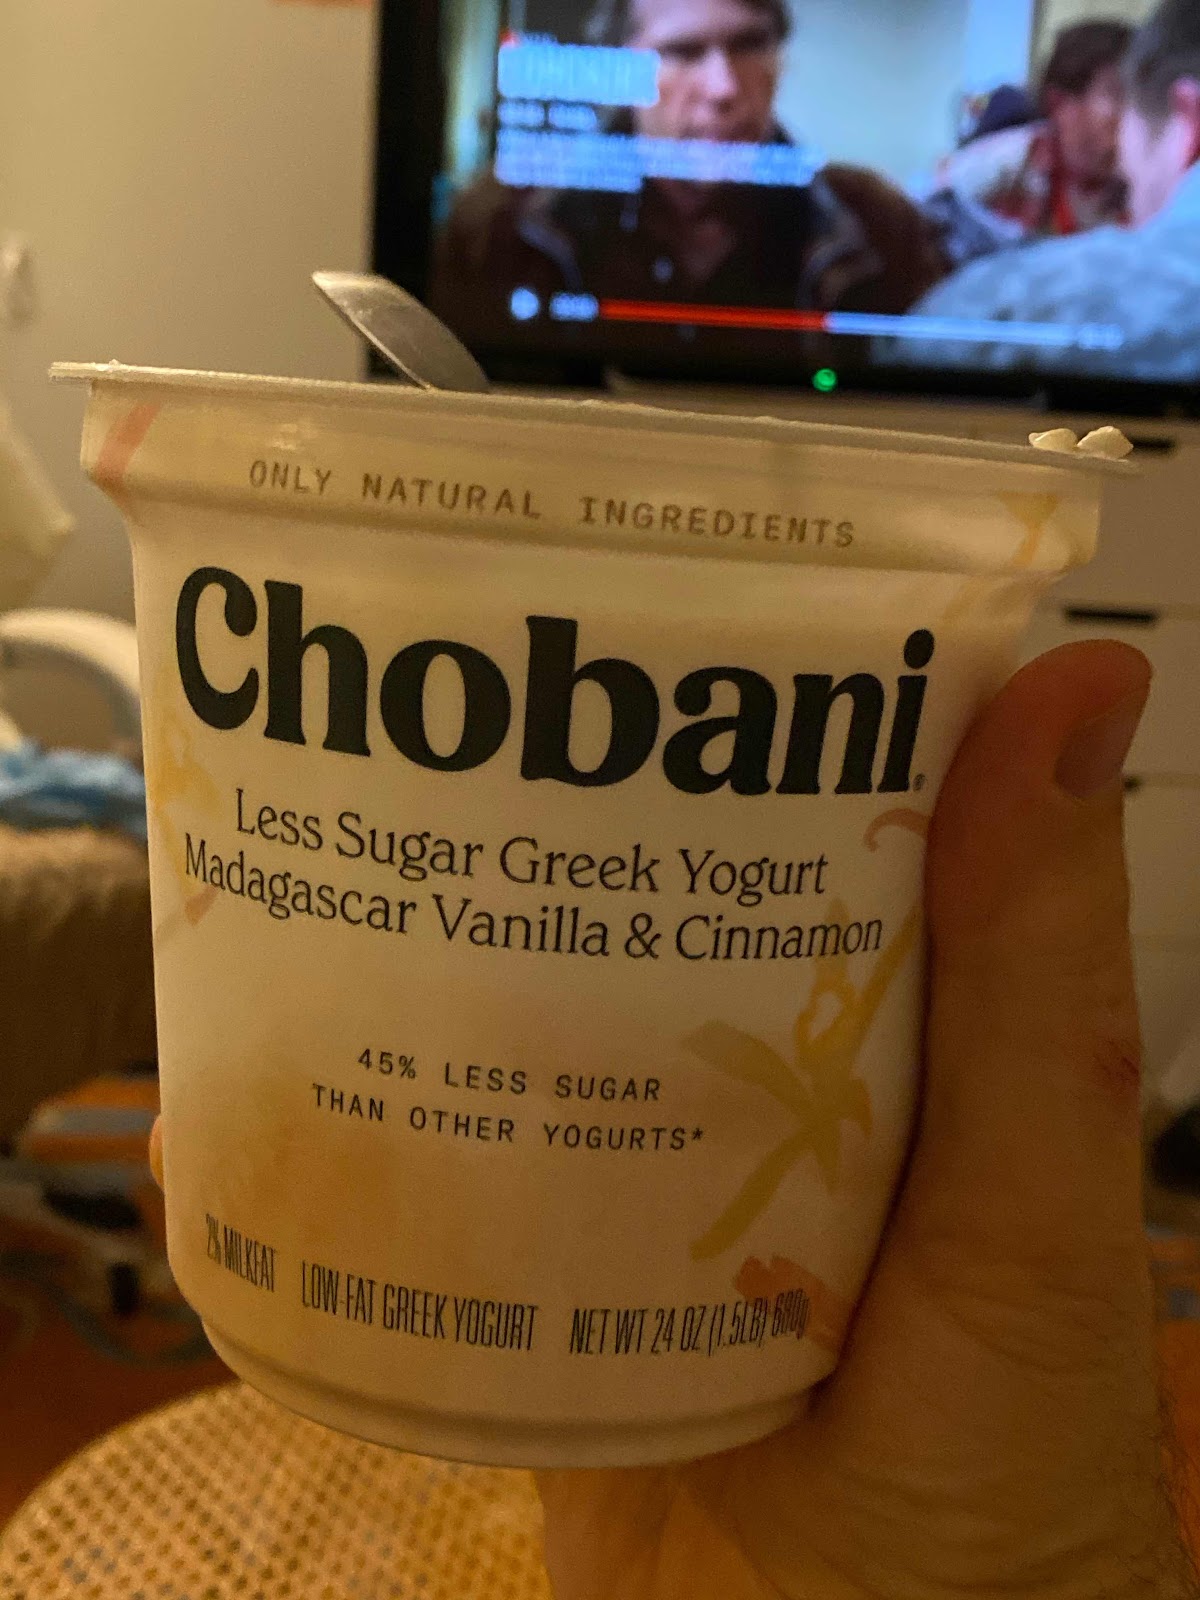 ONLY NATURAL INGREDIENTS
Chobani®
Less Sugar Greek Yogurt
Madagascar Vanilla & Cinnamon
45% LESS SUGAR
THAN OTHER YOGURTS*
2% MILKFAT LOW-FAT GREEK YOGURT NET WT 24 OZ (1.5LB) 680g